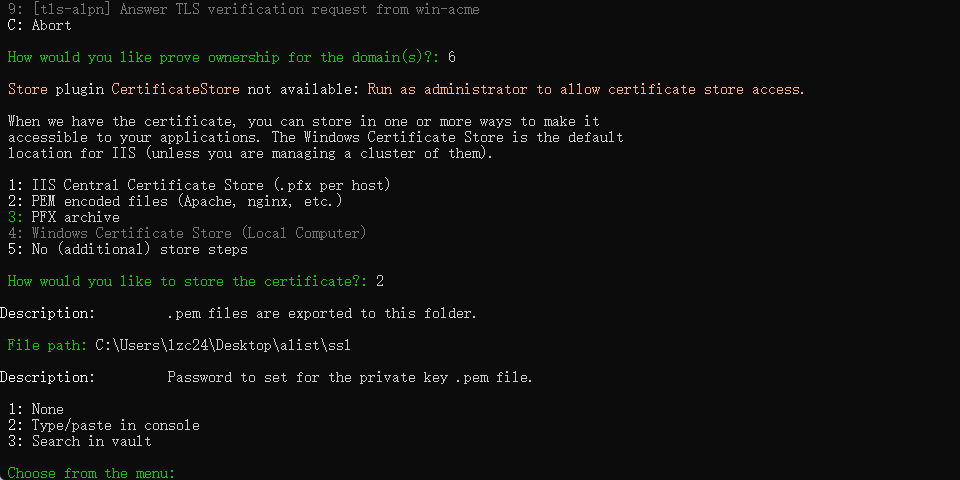 9: [tls-alpn] Answer TLS verification request from win-acme
C: Abort
How would you like prove ownership for the domain(s)?: 6
Store plugin CertificateStore not available: Run as administrator to allow certificate store access.
When we have the certificate, you can store in one or more ways to make it
accessible to your applications. The Windows Certificate Store is the default
location for IIS (unless you are managing a cluster of them).
1: IIS Central Certificate Store (.pfx per host)
2: PEM encoded files (Apache, nginx, etc.)
3: PFX archive
4: Windows Certificate Store (Local Computer)
5: No (additional) store steps
How would you like to store the certificate?: 2
Description:         .pem files are exported to this folder.
File path: C:\Users\lzc24\Desktop\alist\ssl
Description:         Password to set for the private key .pem file.
1: None
2: Type/paste in console
3: Search in vault
Choose from the menu: